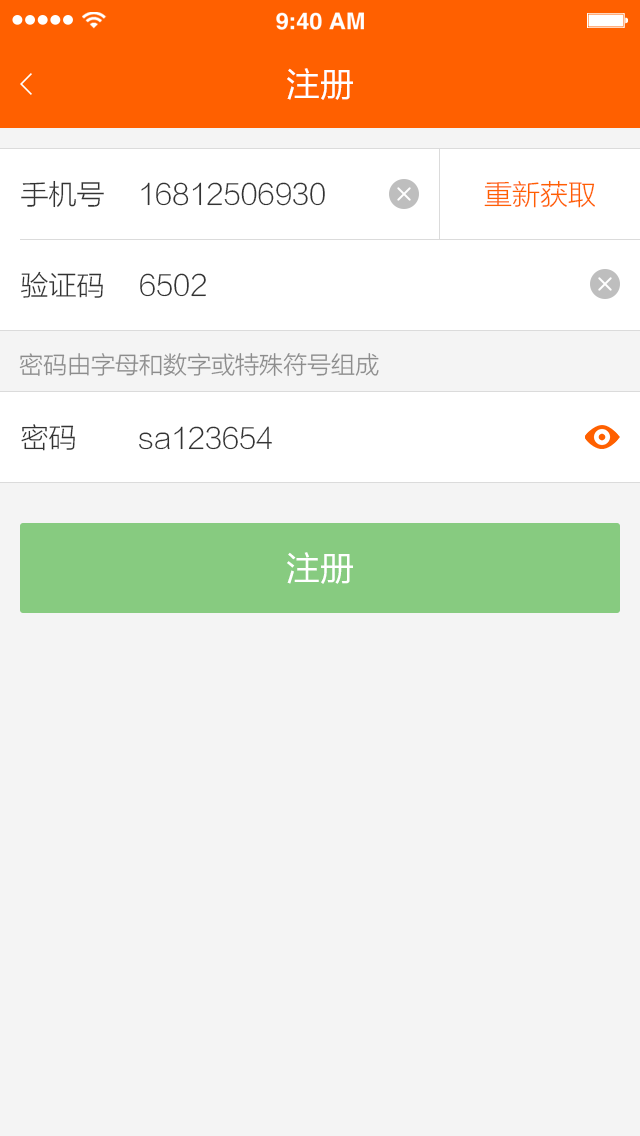 9:40 AM
注册
手机号 16812506930 重新获取
验证码 6502
密码由字母和数字或特殊符号组成
密码 sa123654
注册